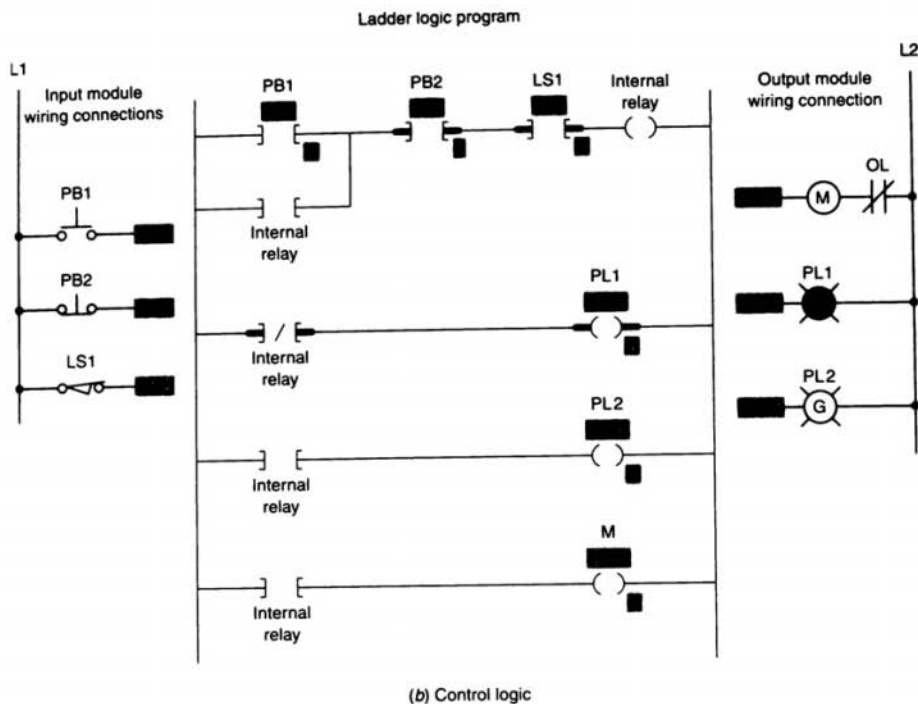 Ladder logic program
L1
L2
Input module
wiring connections
PB1
PB2
LS1
Internal
relay
Output module
wiring connection
Internal
relay
PB1
PB2
LS1
M
OL
PL1
Internal
relay
PL1
PL2
Internal
relay
PL2
G
M
Internal
relay
(b) Control logic